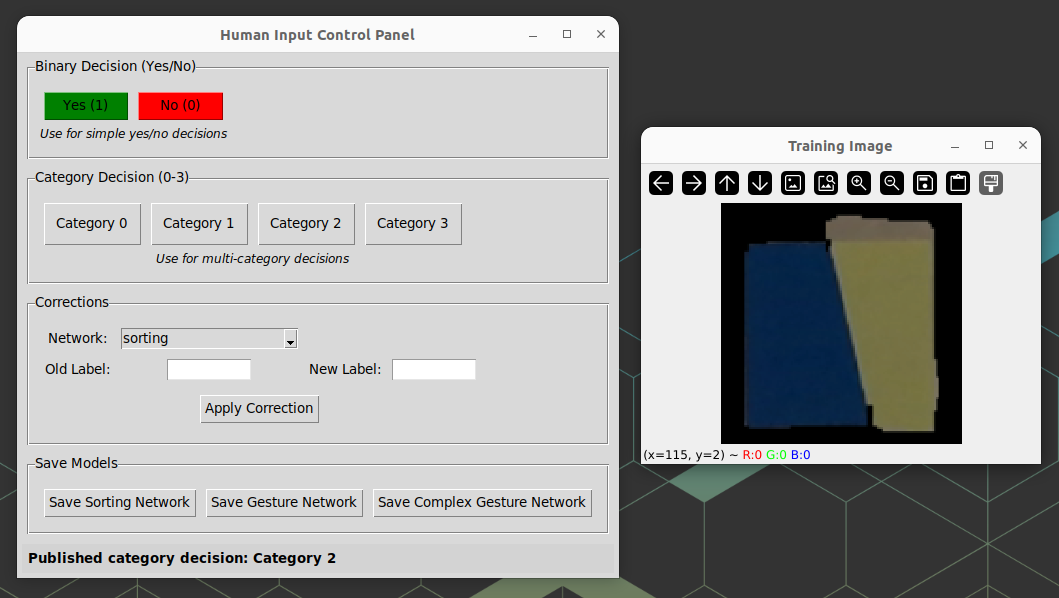 Human Input Control Panel
Binary Decision (Yes/No)
Yes (1) No (0)
Use for simple yes/no decisions
Category Decision (0-3)
Category 0 Category 1 Category 2 Category 3
Use for multi-category decisions
Corrections
Network: sorting
Old Label: New Label:
Apply Correction
Save Models
Save Sorting Network Save Gesture Network Save Complex Gesture Network
Published category decision: Category 2
Training Image
(x=115, y=2) ~ R:0 G:0 B:0